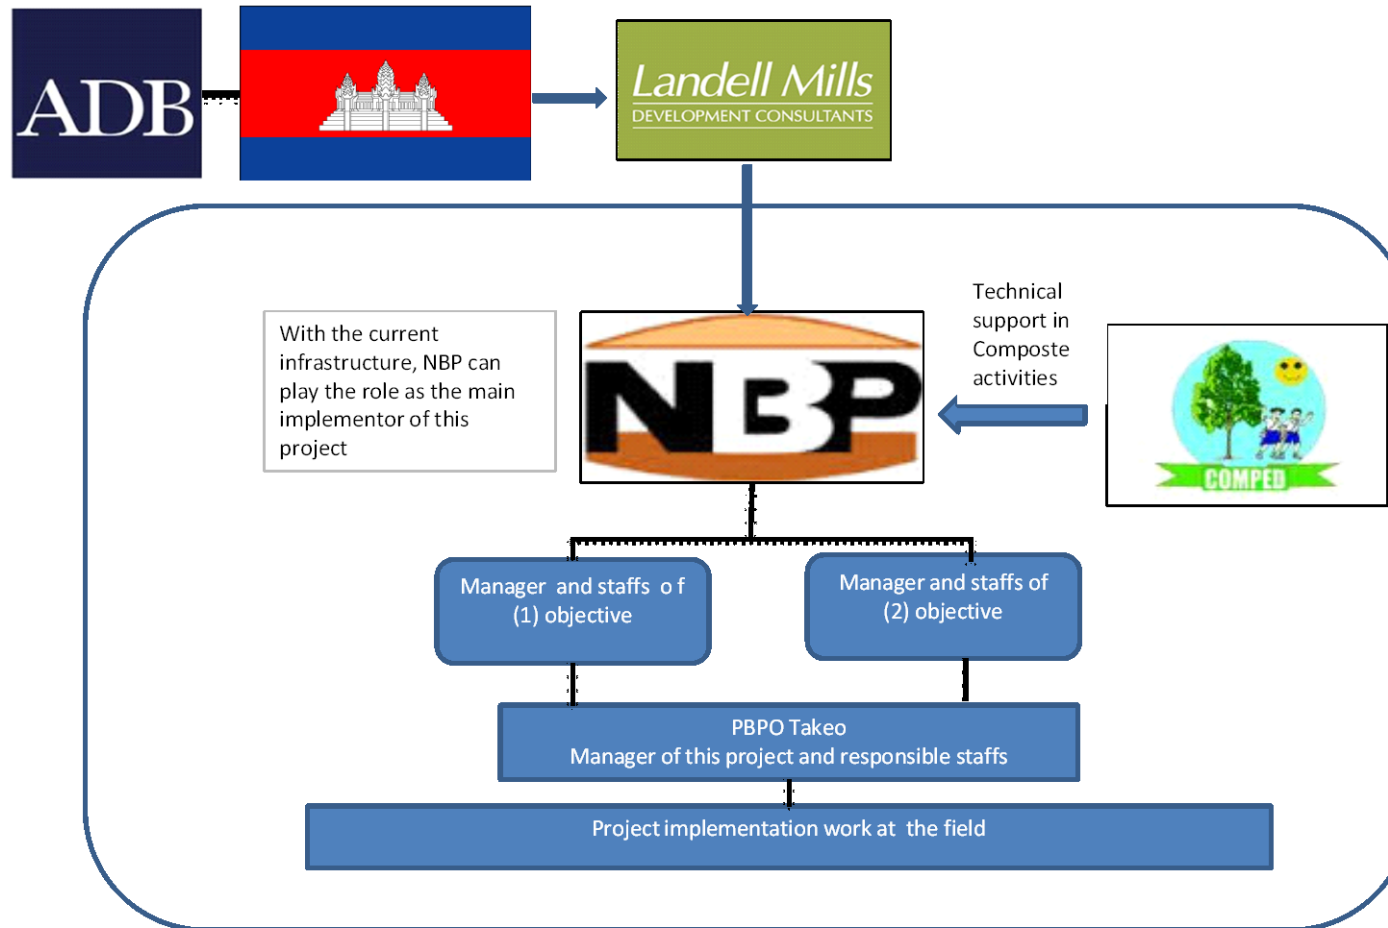 ADB
Landell Mills
DEVELOPMENT CONSULTANTS
With the current
infrastructure, NBP can
play the role as the main
implementor of this
project
NBP
Technical
support in
Composte
activities
COMPED
Manager and staffs o f
(1) objective
Manager and staffs of
(2) objective
PBPO Takeo
Manager of this project and responsible staffs
Project implementation work at the field